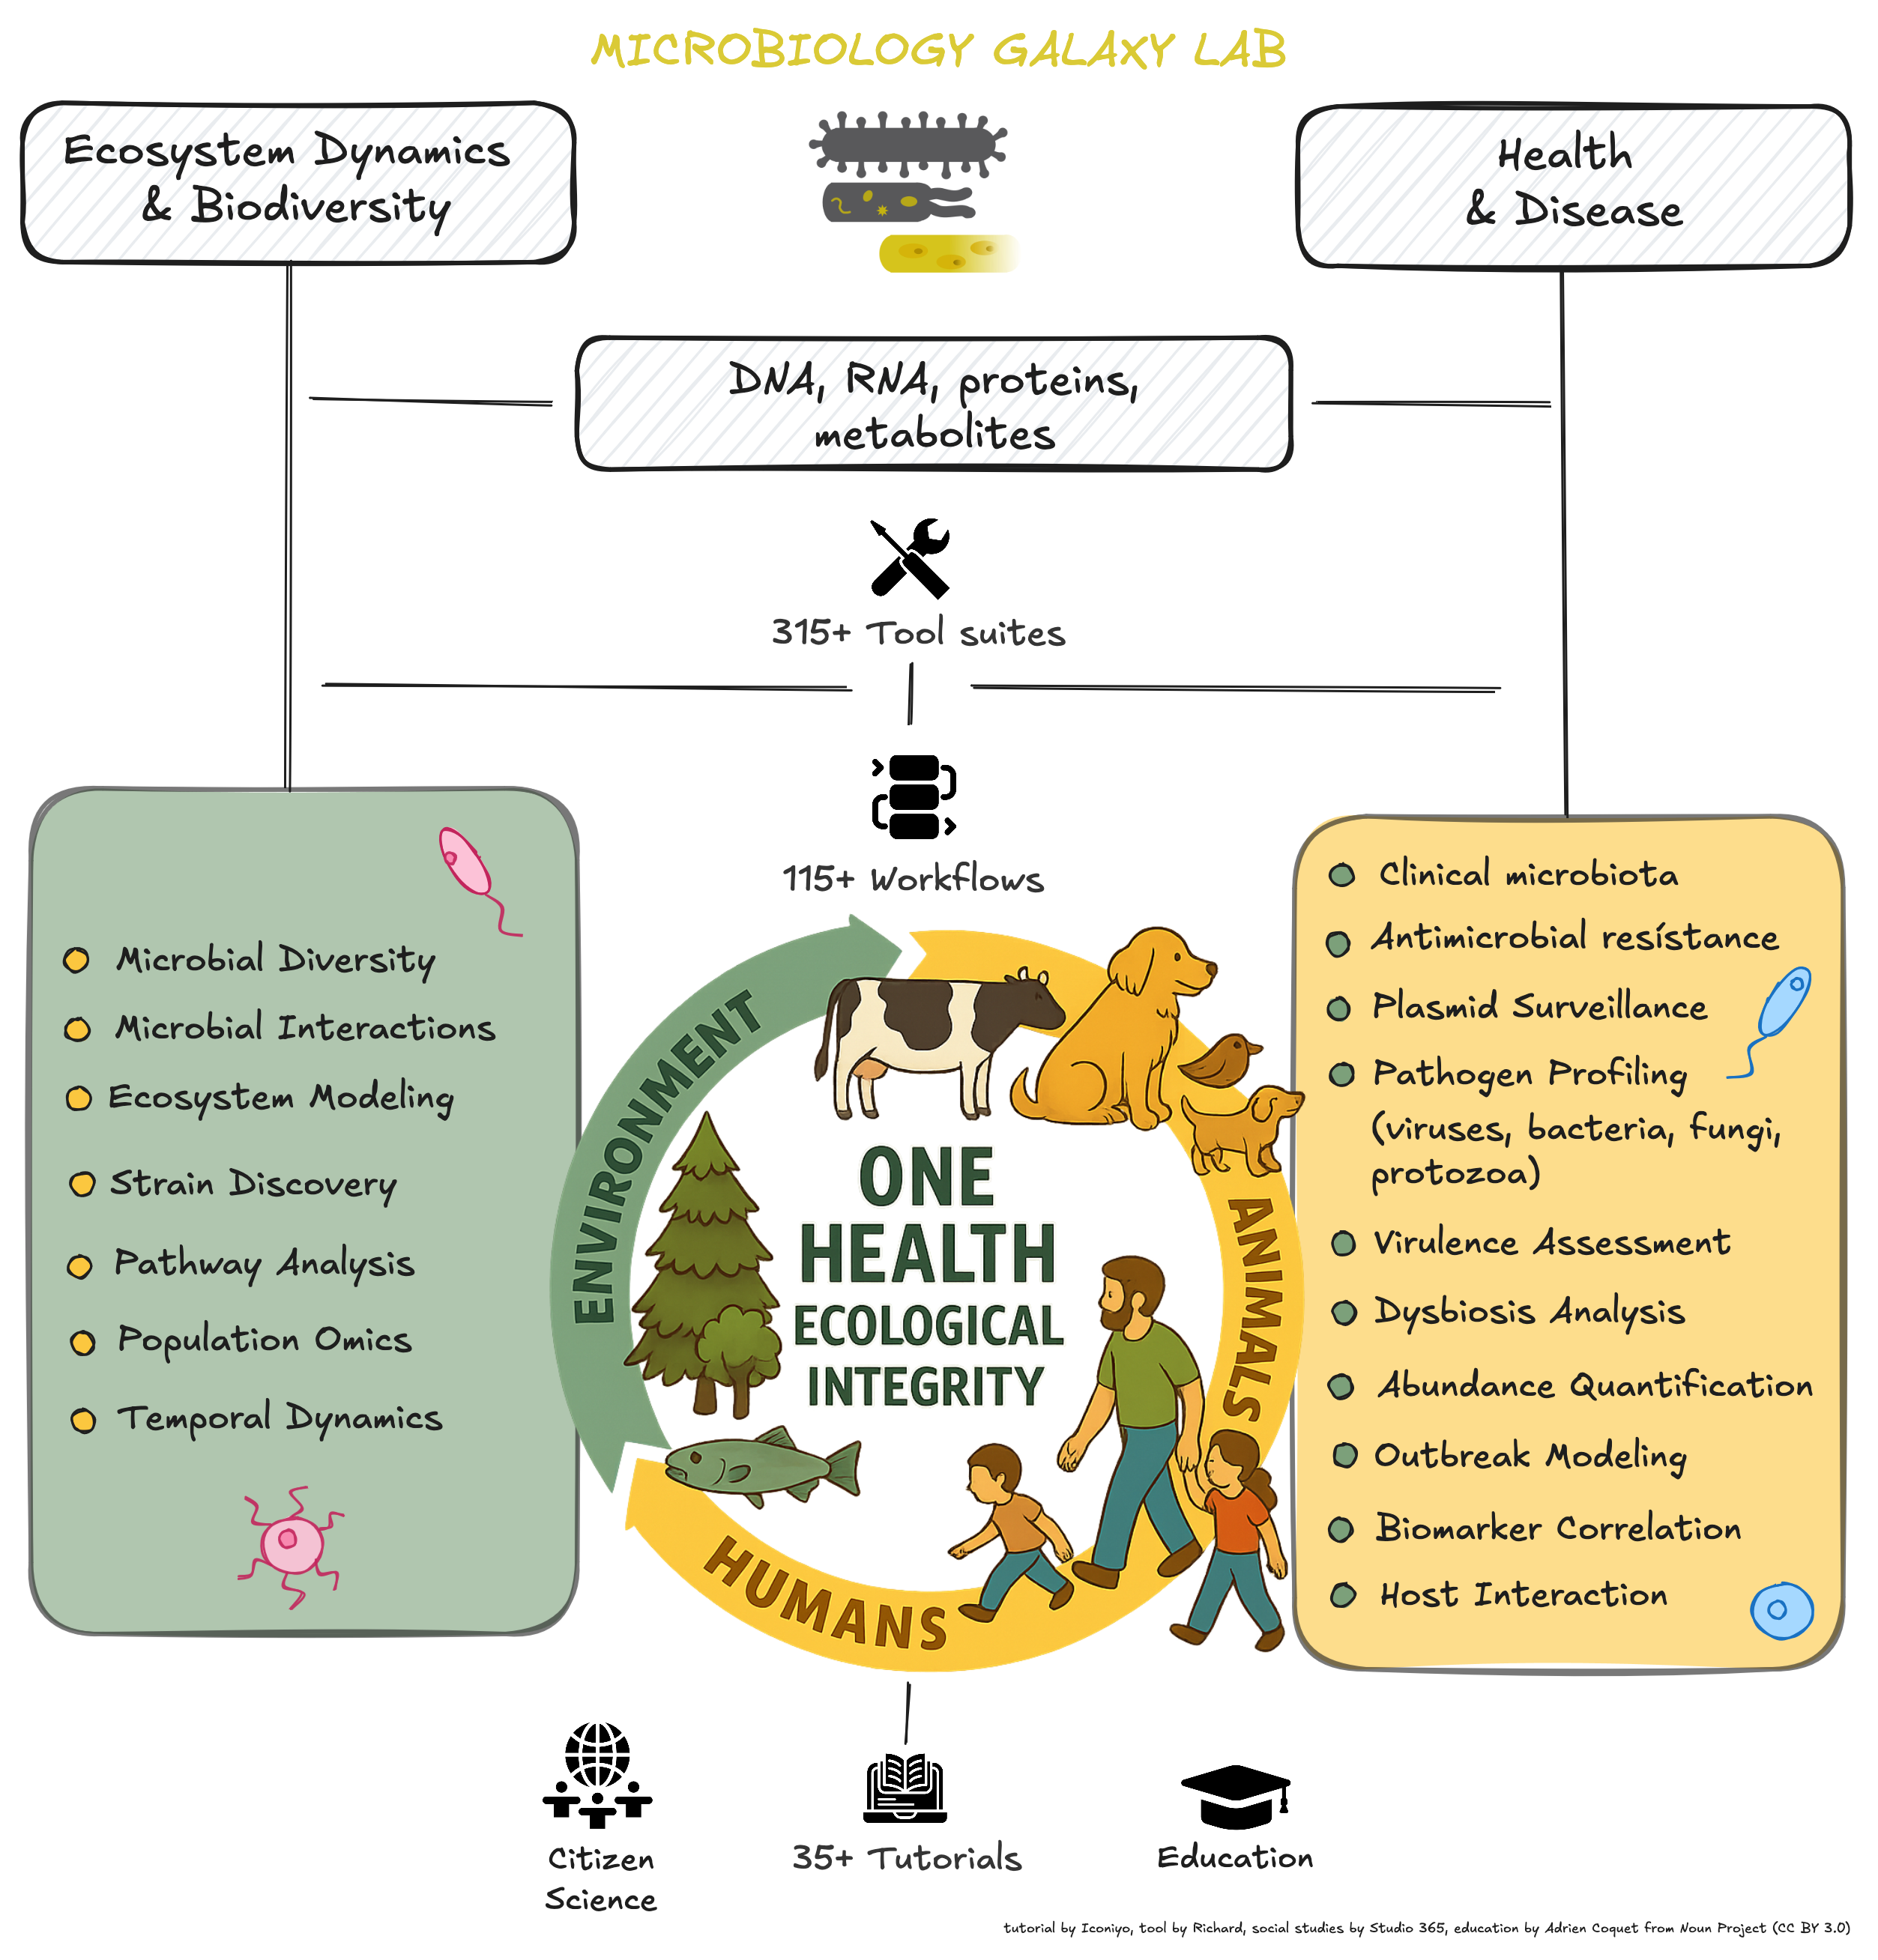 MICROBIOLOGY GALAXY LAB
Ecosystem Dynamics
& Biodiversity
Health
& Disease
DNA, RNA, proteins,
metabolites
315+ Tool suites
115+ Workflows
Microbial Diversity
Microbial Interactions
Ecosystem Modeling
Strain Discovery
Pathway Analysis
Population Omics
Temporal Dynamics
ENVIRONMENT
ANIMALS
HUMANS
ONE
HEALTH
ECOLOGICAL
INTEGRITY
Clinical microbiota
Antimicrobial resístance
Plasmid Surveillance
Pathogen Profiling
(viruses, bacteria, fungi,
protozoa)
Virulence Assessment
Dysbiosis Analysis
Abundance Quantification
Outbreak Modeling
Biomarker Correlation
Host Interaction
Citizen
Science
35+ Tutorials
Education
tutorial by Iconiyo, tool by Richard, social studies by Studio 365, education by Adrien Coquet from Noun Project (CC BY 3.0)